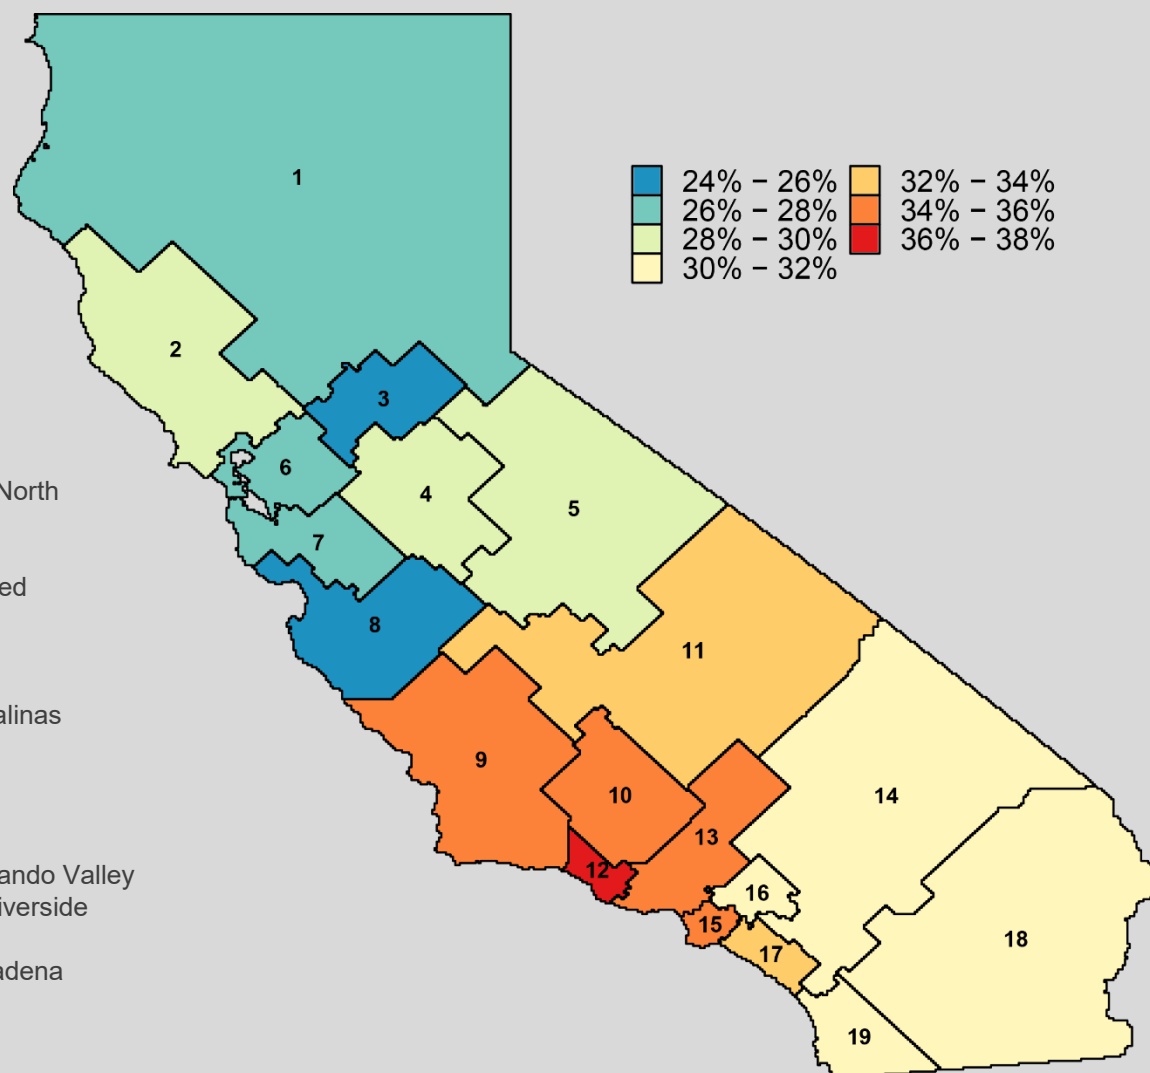 1
24% − 26% 32% − 34%
26% − 28% 34% − 36%
28% − 30% 36% − 38%
30% − 32%
2
3
6
4
North
5
7
ed
8
11
alinas
9
10
14
13
12
ando Valley
16
iverside
15
18
17
adena
19